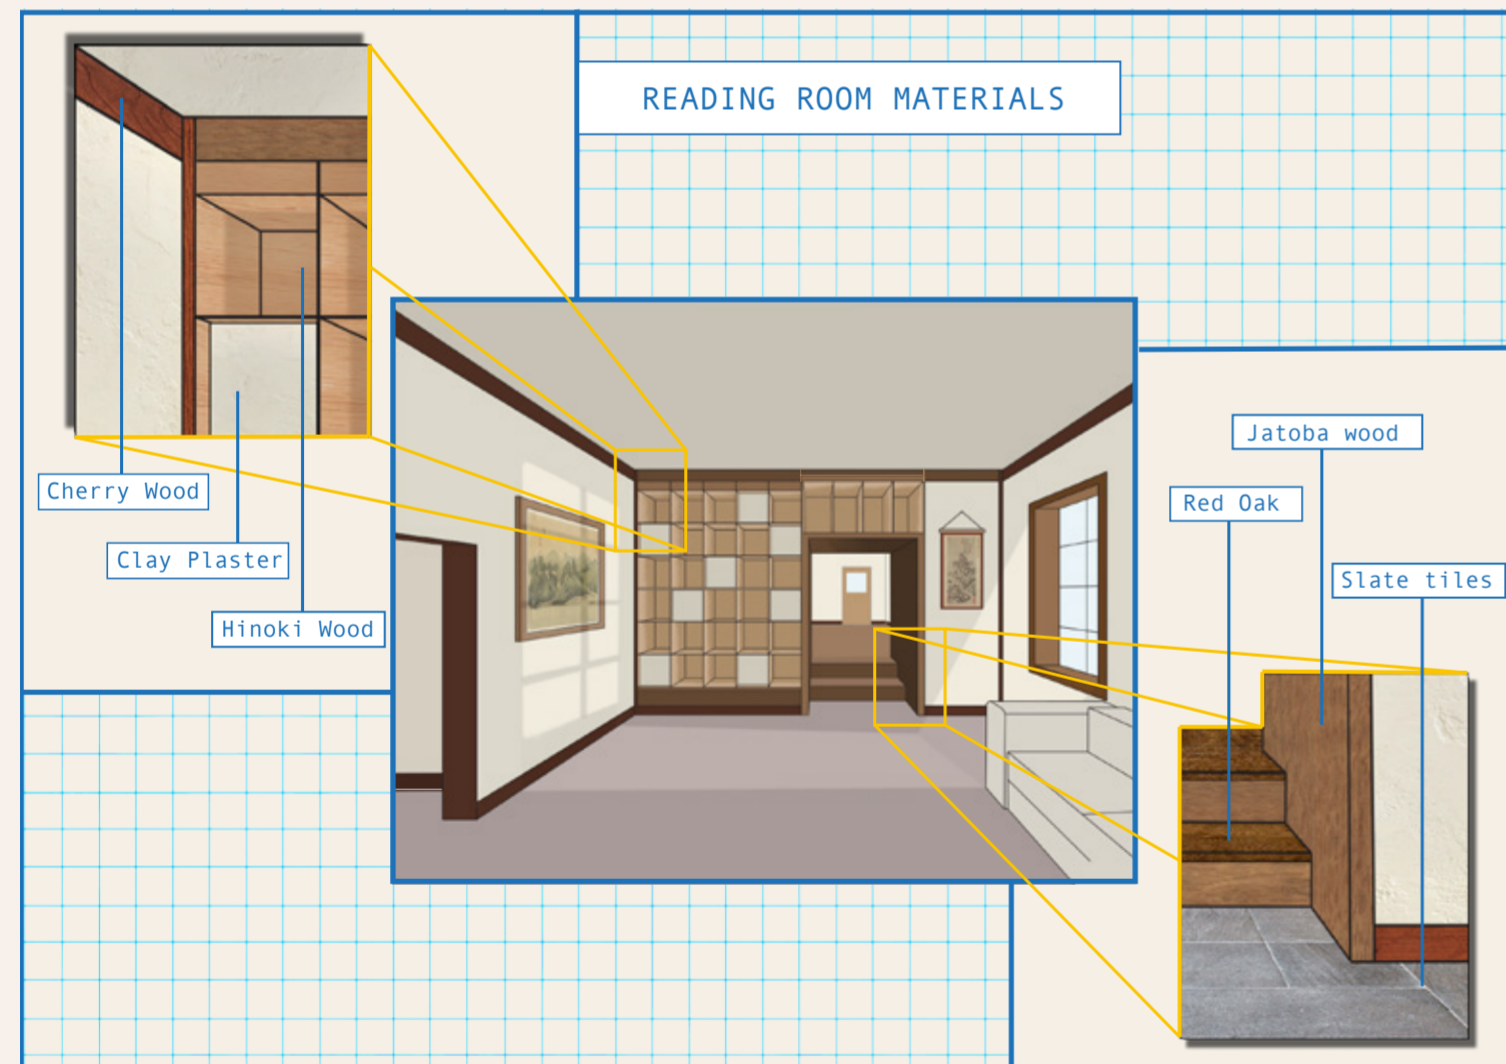 READING ROOM MATERIALS
Cherry Wood
Clay Plaster
Hinoki Wood
Jatoba wood
Red Oak
Slate tiles